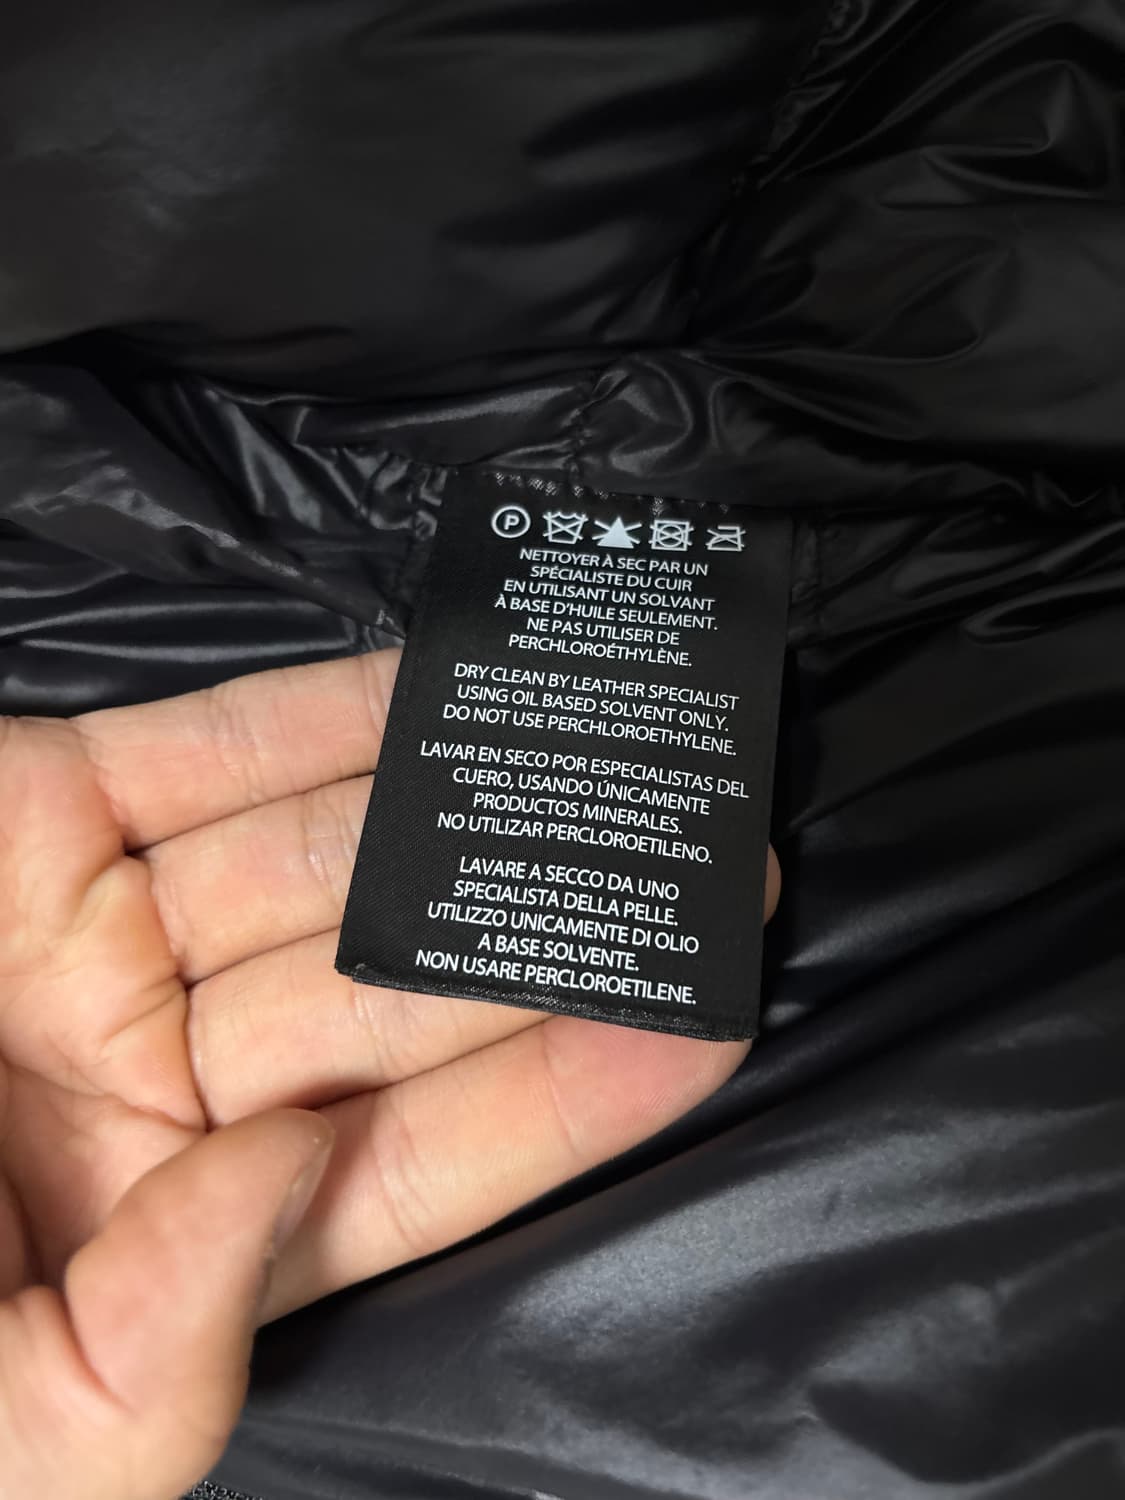 P
NETTOYER À SEC PAR UN
SPÉCIALISTE DU CUIR
EN UTILISANT UN SOLVANT
À BASE D'HUILE SEULEMENT.
NE PAS UTILISER DE
PERCHLOROÉTHYLÈNE.
DRY CLEAN BY LEATHER SPECIALIST
USING OIL BASED SOLVENT ONLY.
DO NOT USE PERCHLOROETHYLENE.
LAVAR EN SECO POR ESPECIALISTAS DEL
CUERO, USANDO ÚNICAMENTE
PRODUCTOS MINERALES.
NO UTILIZAR PERCLOROETILENO.
LAVARE A SECCO DA UNO
SPECIALISTA DELLA PELLE.
UTILIZZO UNICAMENTE DI OLIO
A BASE SOLVENTE.
NON USARE PERCLOROETILENE.